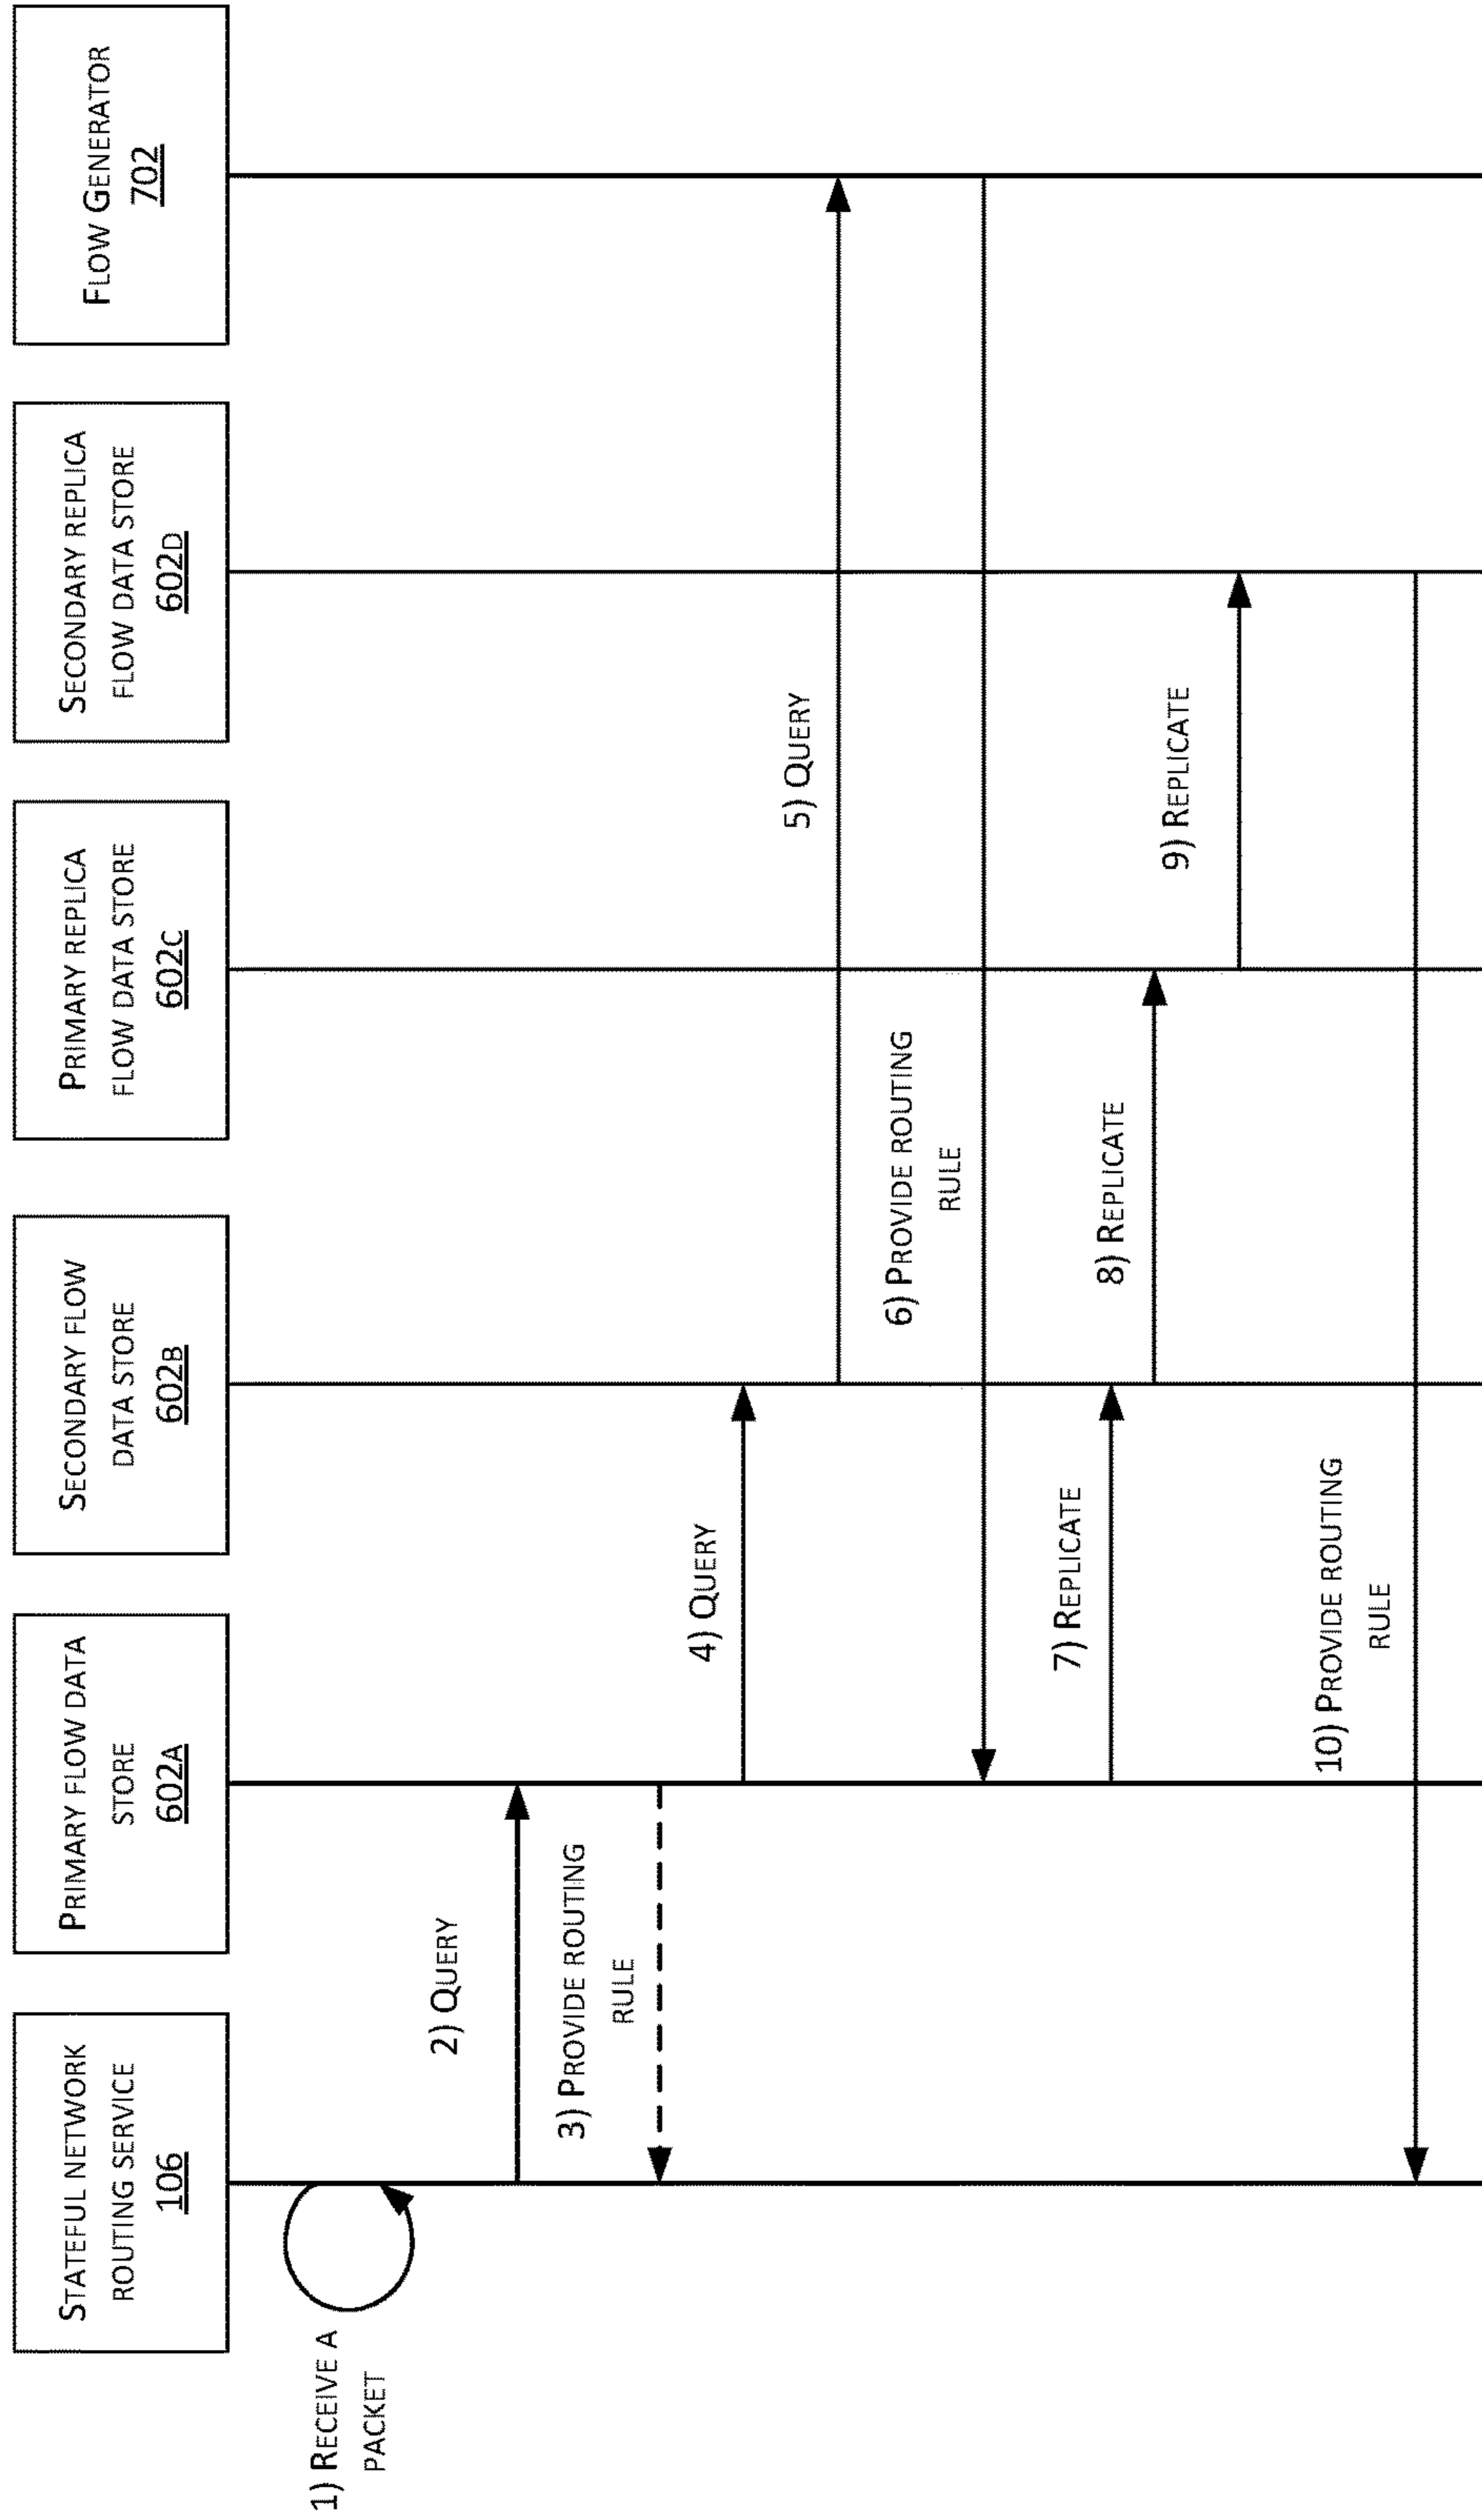 STATEFUL NETWORK
ROUTING SERVICE
106
PRIMARY FLOW DATA
STORE
602A
SECONDARY FLOW
DATA STORE
602B
PRIMARY REPLICA
FLOW DATA STORE
602C
SECONDARY REPLICA
FLOW DATA STORE
602D
FLOW GENERATOR
702
1) RECEIVE A
PACKET
2) QUERY
3) PROVIDE ROUTING
RULE
4) QUERY
5) QUERY
6) PROVIDE ROUTING
RULE
7) REPLICATE
8) REPLICATE
9) REPLICATE
10) PROVIDE ROUTING
RULE